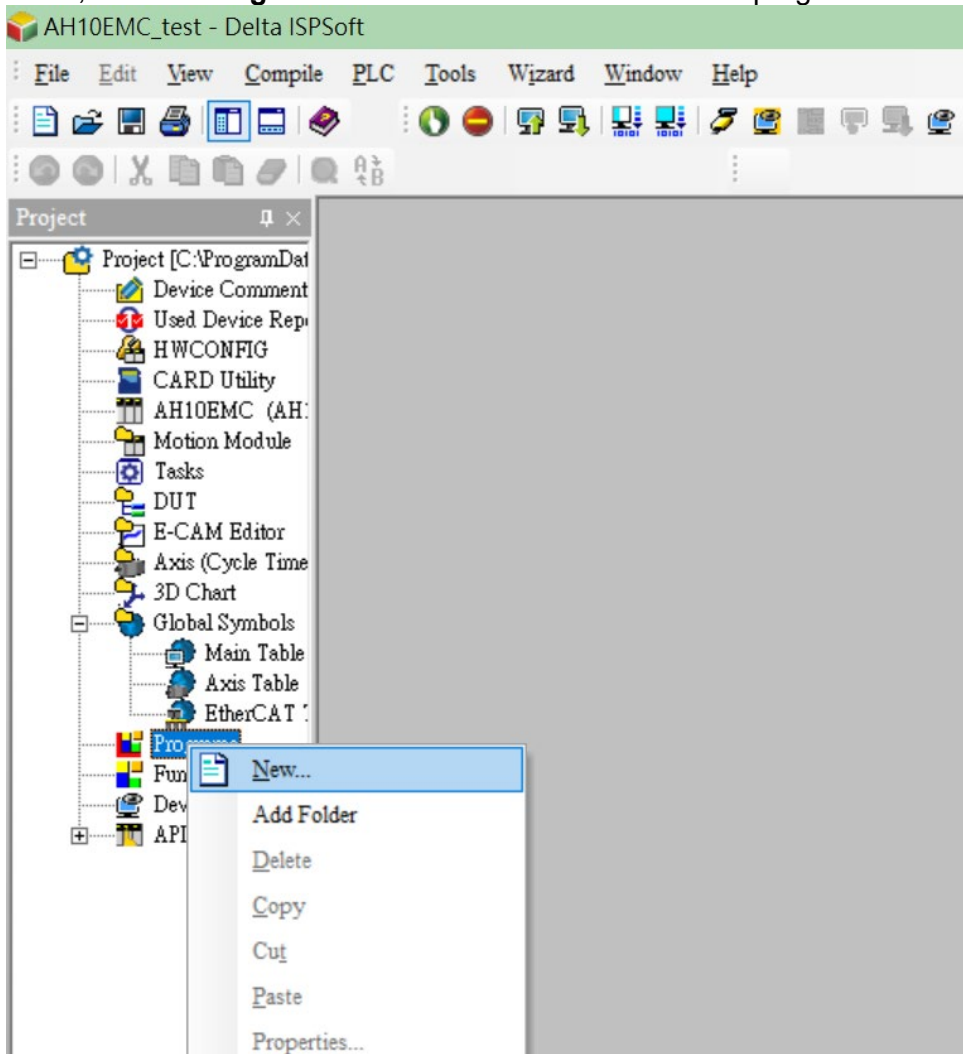 AH10EMC_test - Delta ISPSoft
File Edit View Compile PLC Tools Wizard Window Help
Project
Project [C:\ProgramDat
Device Comment
Used Device Rep
HWCONFIG
CARD Utility
AH10EMC (AH
Motion Module
Tasks
DUT
E-CAM Editor
Axis (Cycle Time
3D Chart
Global Symbols
Main Table
Axis Table
EtherCAT
New...
Fun
Add Folder
Dev
API
Delete
Copy
Cut
Paste
Properties...